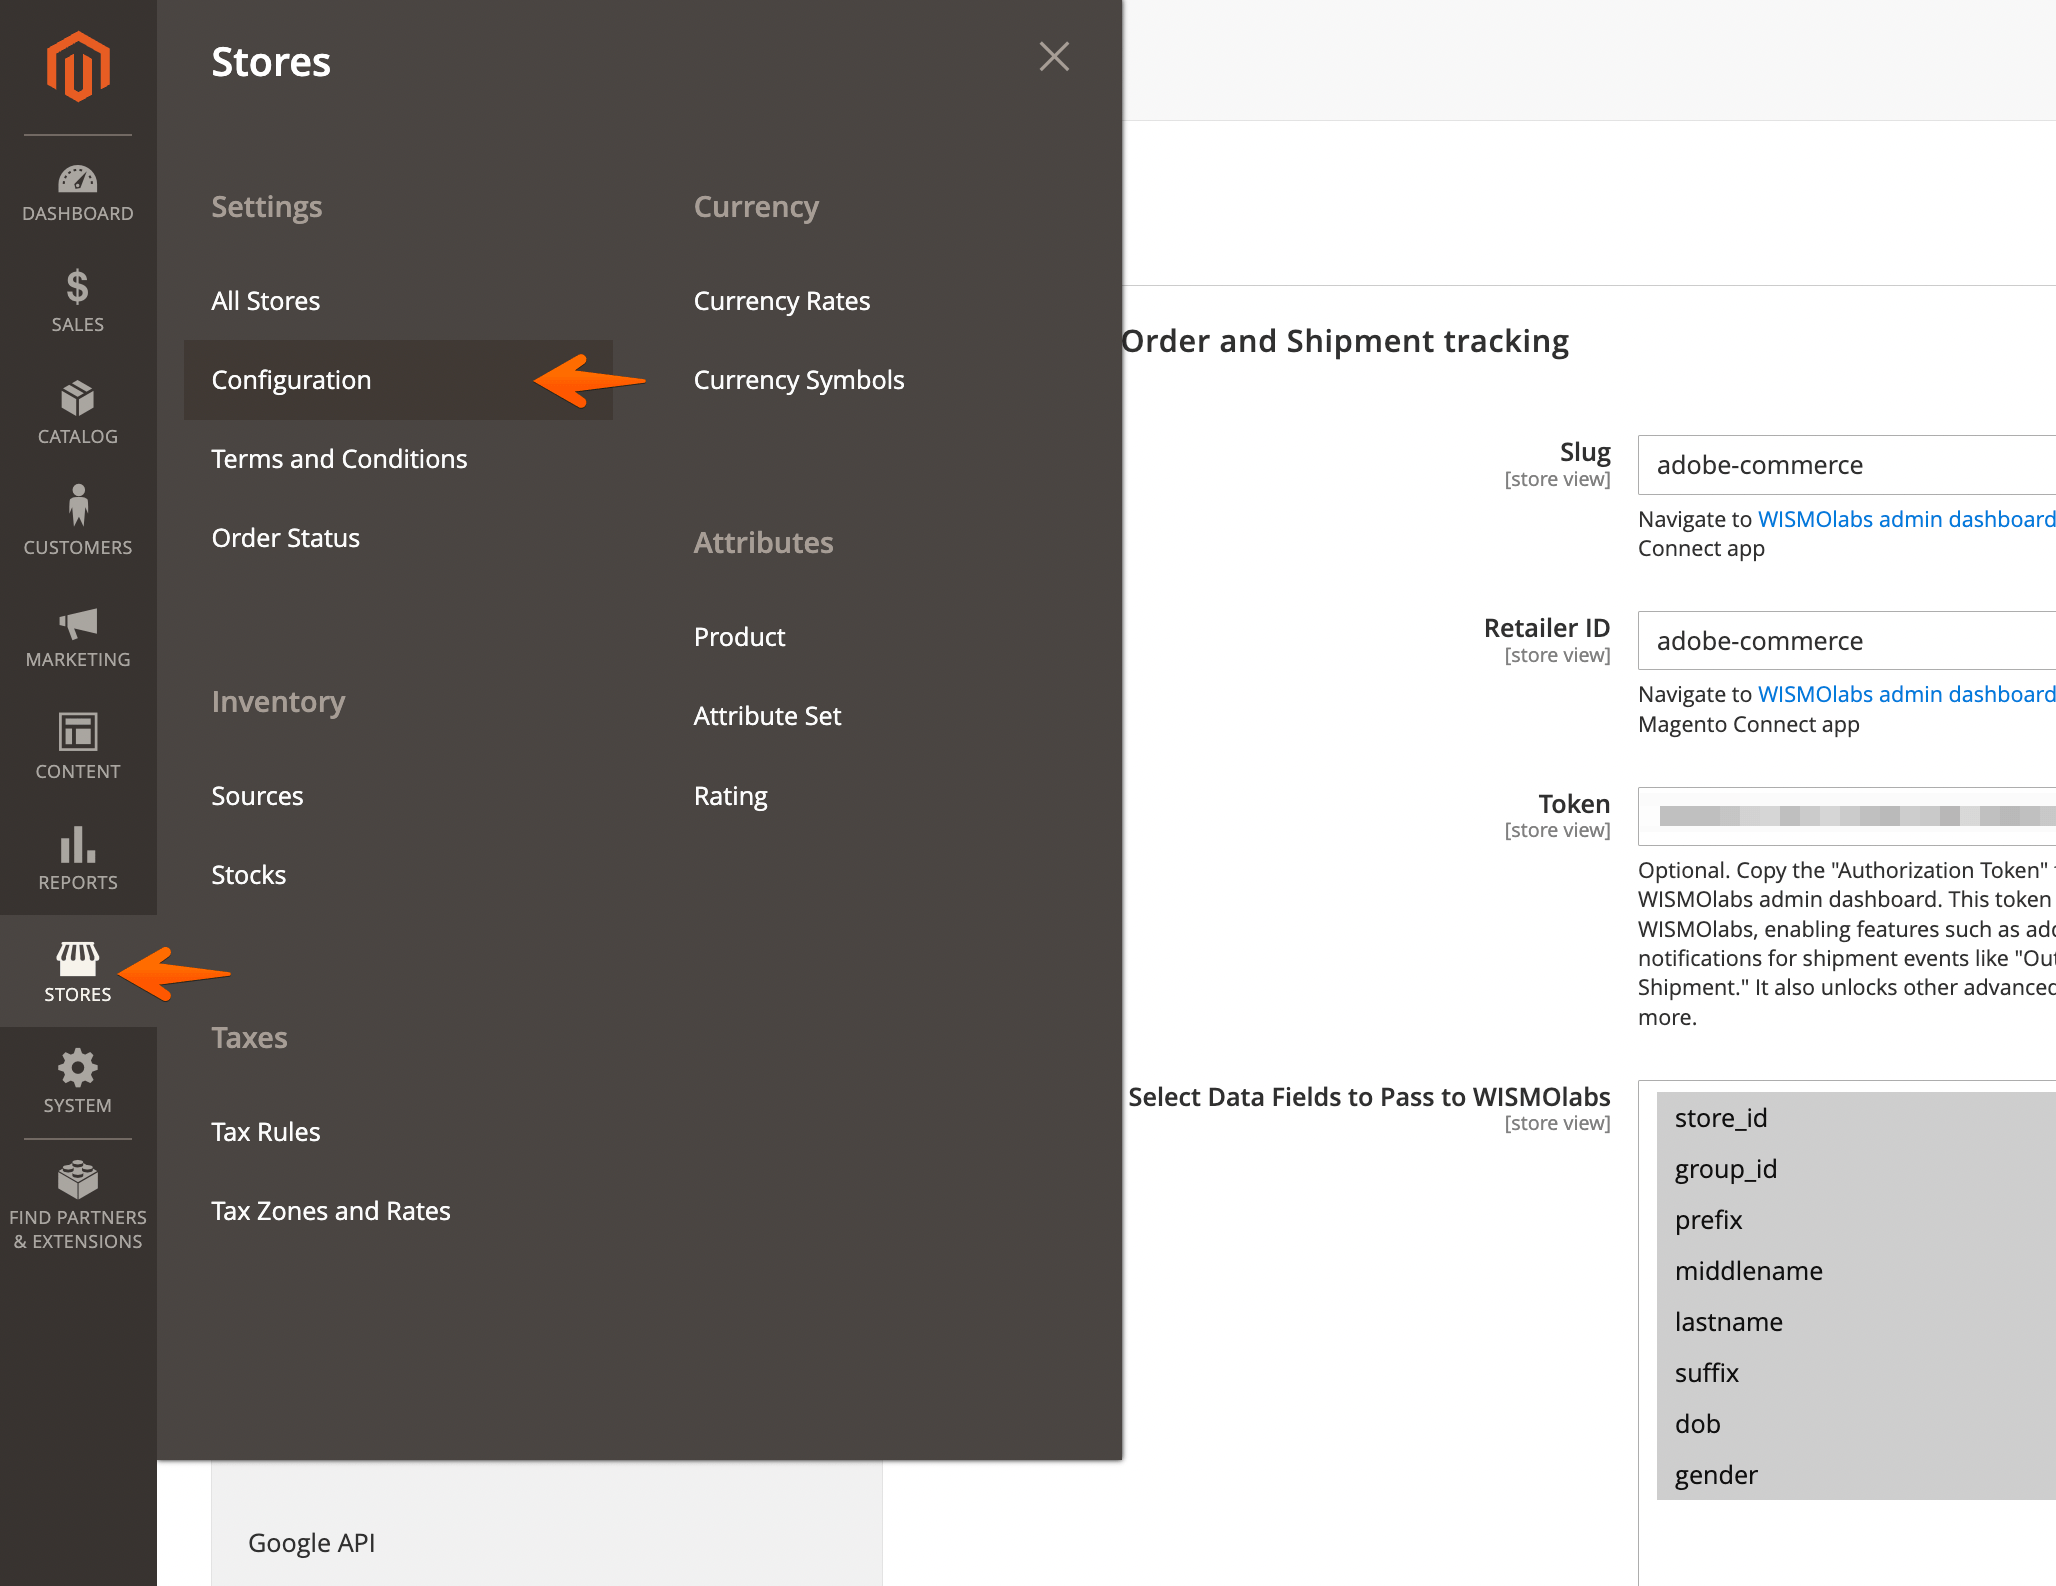 DASHBOARD
SALES
CATALOG
CUSTOMERS
MARKETING
CONTENT
REPORTS
STORES
SYSTEM
FIND PARTNERS
& EXTENSIONS
Stores
Settings
All Stores
Configuration
Terms and Conditions
Order Status
Inventory
Sources
Stocks
Taxes
Tax Rules
Tax Zones and Rates
Currency
Currency Rates
Currency Symbols
Attributes
Product
Attribute Set
Rating
Google API
Order and Shipment tracking
Slug
[store view]
adobe-commerce
Navigate to WISMOlabs admin dashboard
Connect app
Retailer ID
[store view]
adobe-commerce
Navigate to WISMOlabs admin dashboard
Magento Connect app
Token
[store view]
Optional. Copy the "Authorization Token"
WISMOlabs admin dashboard. This token
WISMOlabs, enabling features such as
notifications for shipment events like "Out
Shipment." It also unlocks other advanced
more.
Select Data Fields to Pass to WISMOlabs
[store view]
store_id
group_id
prefix
middlename
lastname
suffix
dob
gender